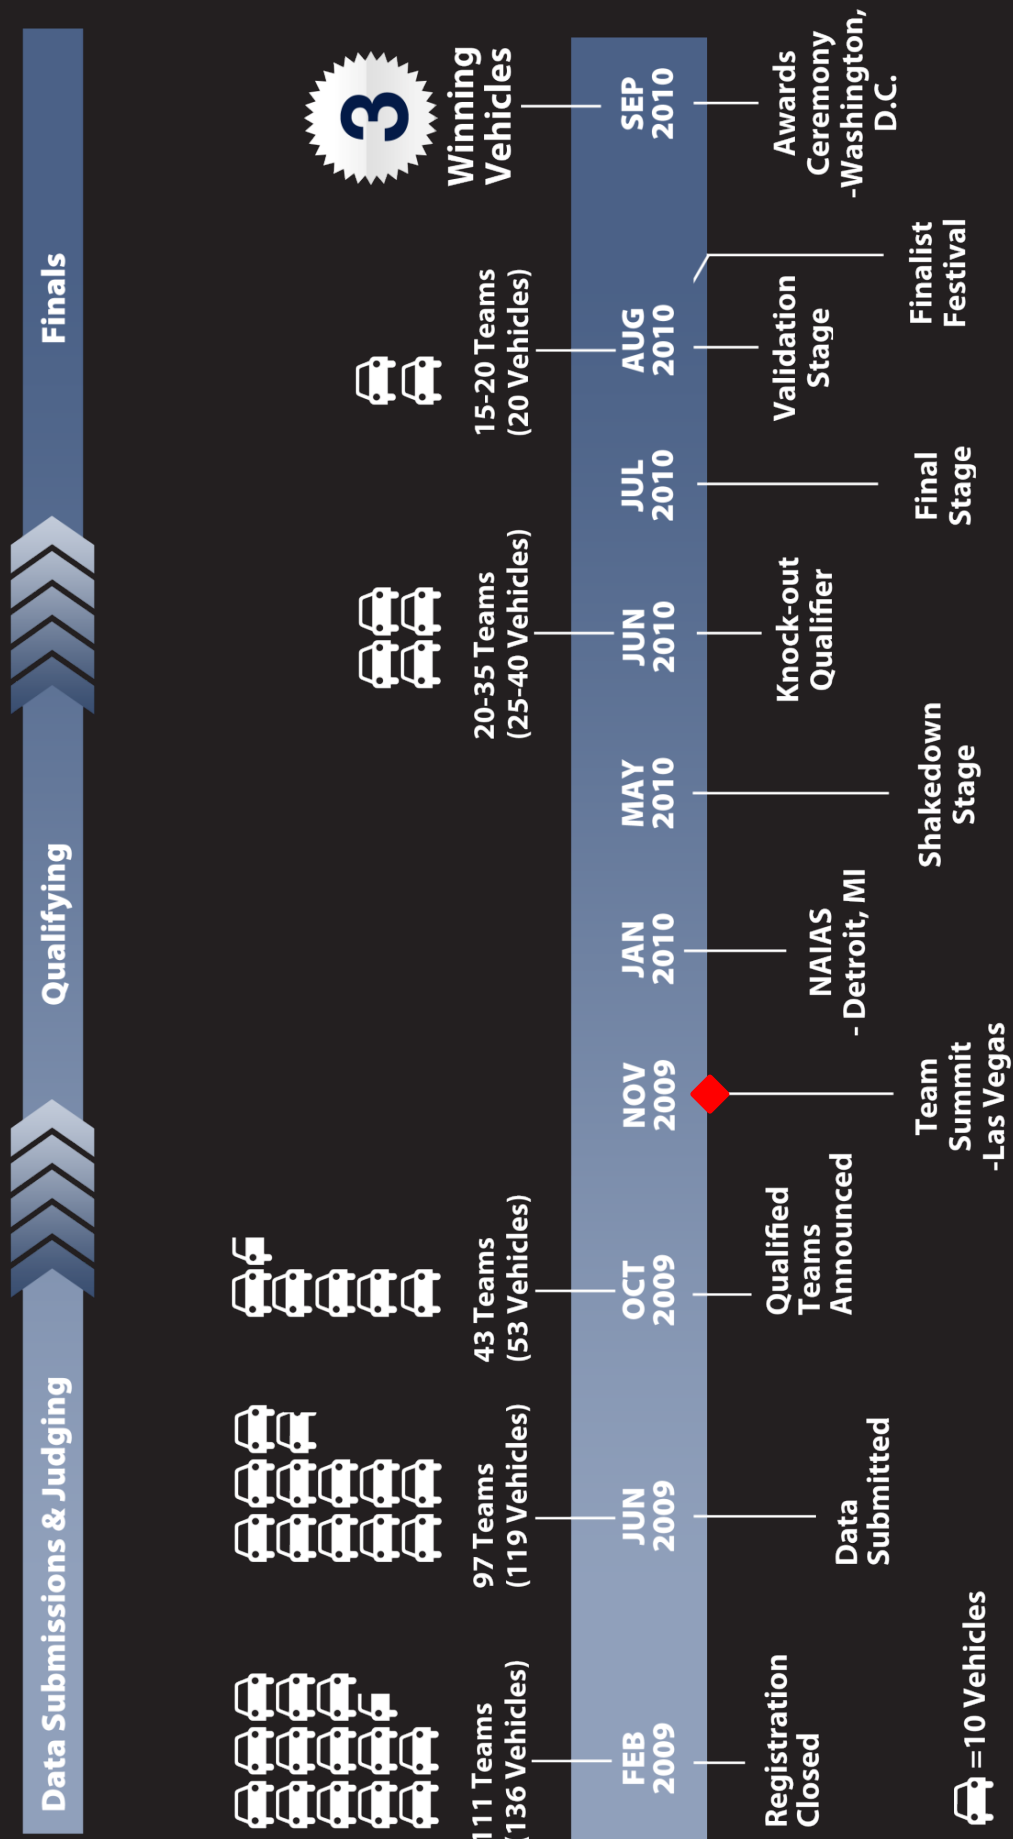 Data Submissions & Judging
Qualifying
Finals
111 Teams
(136 Vehicles)
97 Teams
(119 Vehicles)
43 Teams
(53 Vehicles)
20-35 Teams
(25-40 Vehicles)
15-20 Teams
(20 Vehicles)
3
Winning
Vehicles
FEB
2009
JUN
2009
OCT
2009
NOV
2009
JAN
2010
MAY
2010
JUN
2010
JUL
2010
AUG
2010
SEP
2010
Registration
Closed
Data
Submitted
Qualified
Teams
Announced
Team
Summit
-Las Vegas
NAIAS
- Detroit, MI
Shakedown
Stage
Knock-out
Qualifier
Final
Stage
Validation
Stage
Finalist
Festival
Awards
Ceremony
-Washington,
D.C.
=10 Vehicles